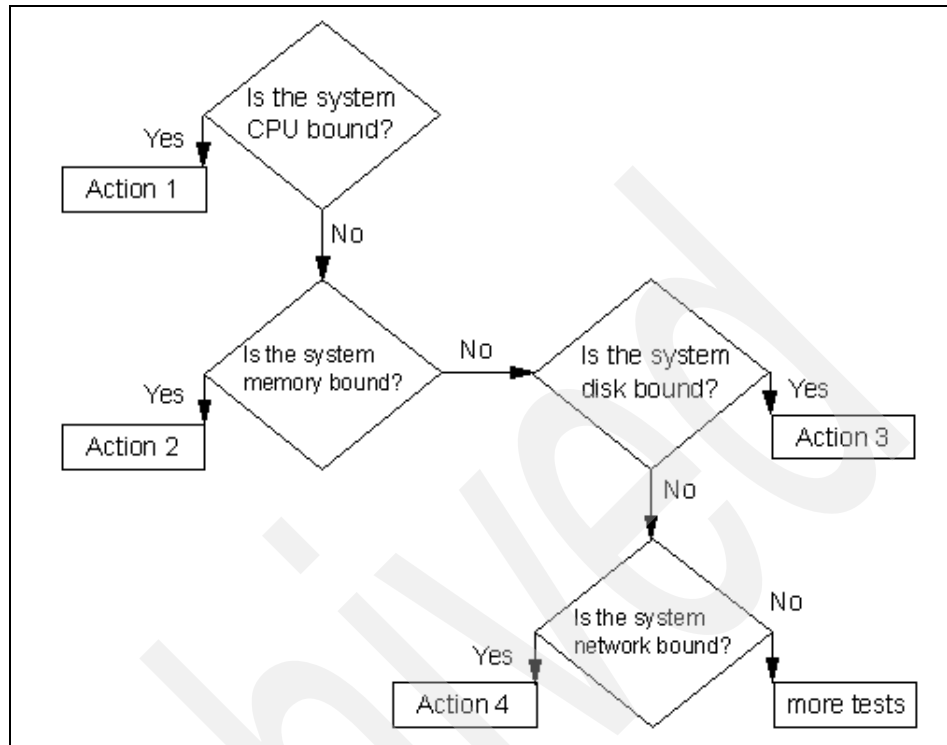 Is the system
CPU bound?
Yes
Action 1
No
Is the system
memory bound?
No
Yes
Action 2
Is the system
disk bound?
Yes
Action 3
No
Is the system
network bound?
No
Yes
Action 4
more tests
hived